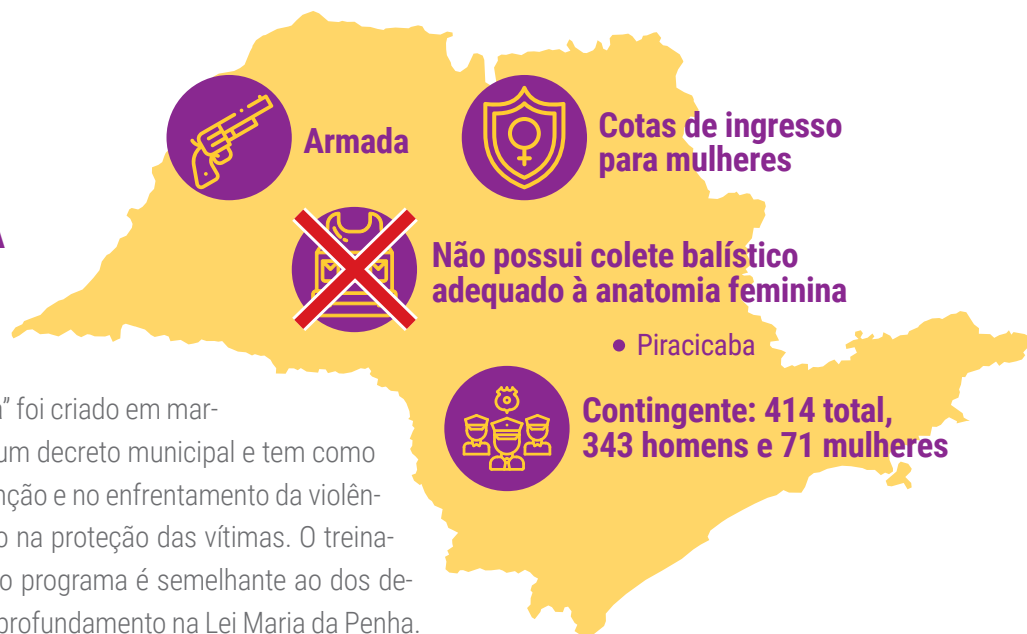 Armada
Cotas de ingresso
para mulheres
Não possui colete balístico
adequado à anatomia feminina
Piracicaba
Contingente: 414 total,
343 homens e 71 mulheres
foi criado em mar-
um decreto municipal e tem como
e no enfrentamento da violên-
na proteção das vítimas. O treina-
programa é semelhante ao dos de-
na Lei Maria da Penha.